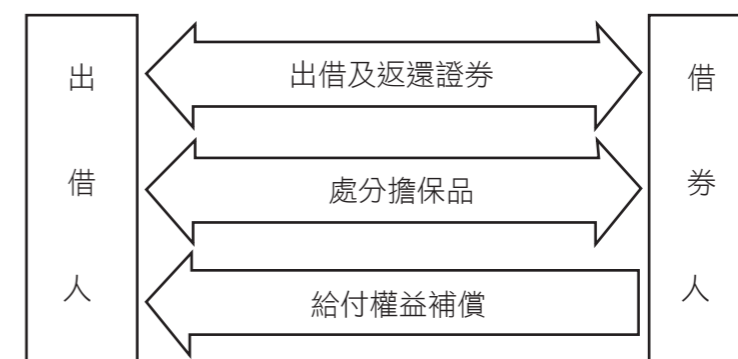 出借人
出借及返還證券
處分擔保品
給付權益補償
借券人